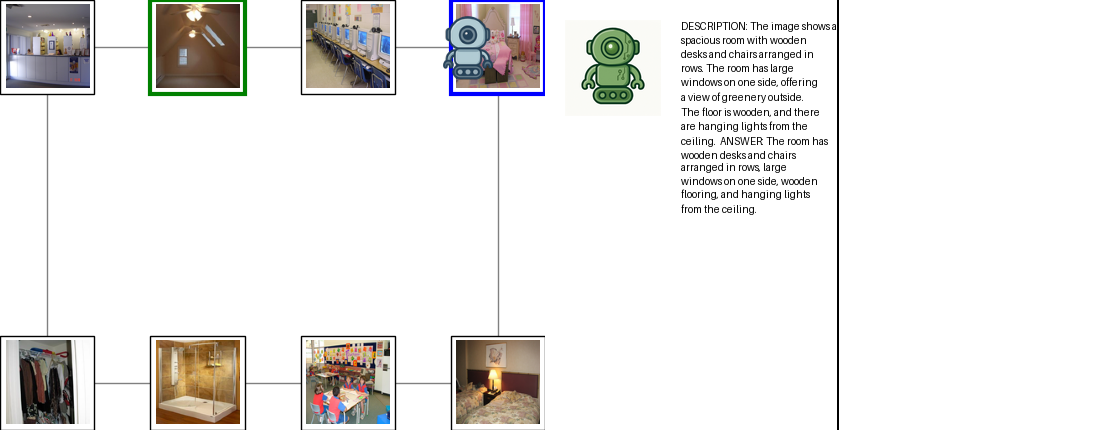 DESCRIPTION: The image shows a
spacious room with wooden
desks and chairs arranged in
rows. The room has large
windows on one side, offering
a view of greenery outside.
The floor is wooden, and there
are hanging lights from the
ceiling. ANSWER: The room has
wooden desks and chairs
arranged in rows, large
windows on one side, wooden
flooring, and hanging lights
from the ceiling.